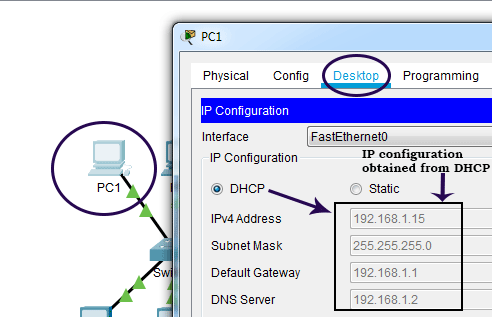 PC1
Physical Config Desktop Programming
IP Configuration
Interface FastEthernet0
IP Configuration
IP configuration
obtained from DHCP
DHCP Static
IPv4 Address 192.168.1.15
Subnet Mask 255.255.255.0
Default Gateway 192.168.1.1
DNS Server 192.168.1.2
PC1